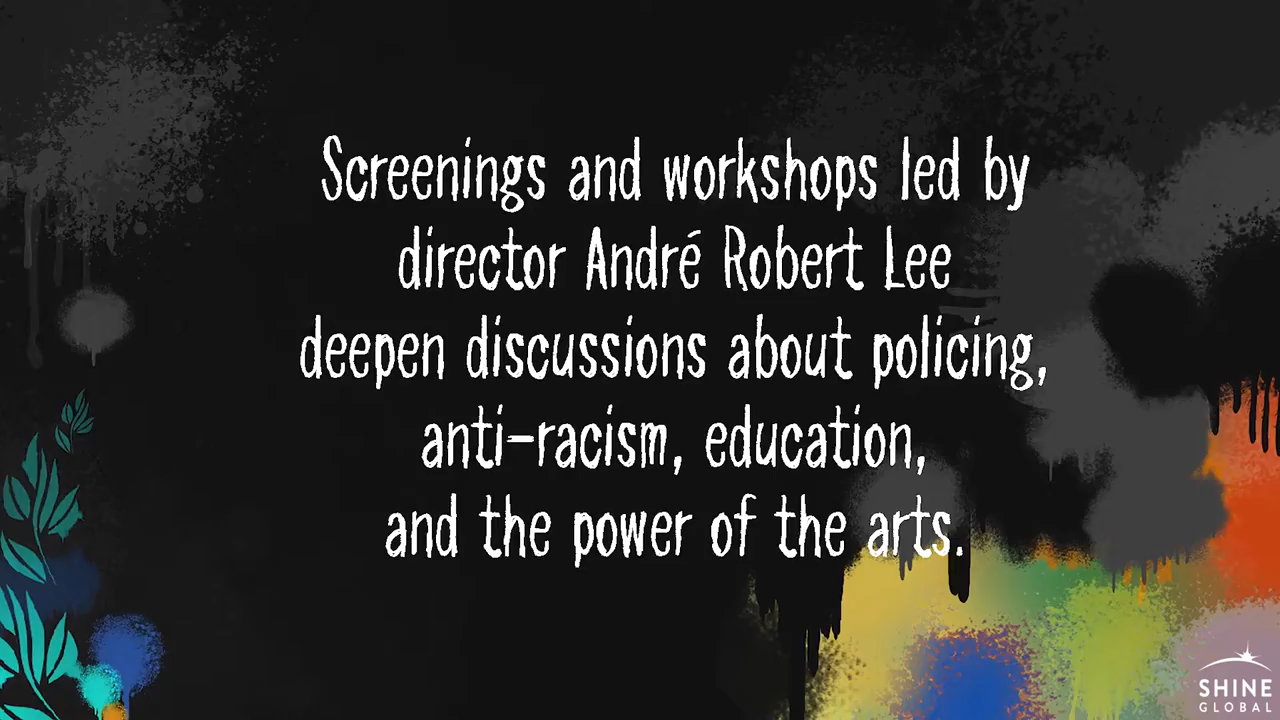 Screenings and workshops led by
director André Robert Lee
deepen discussions about policing,
anti-racism, education,
and the power of the arts.
SHINE
GLOBAL